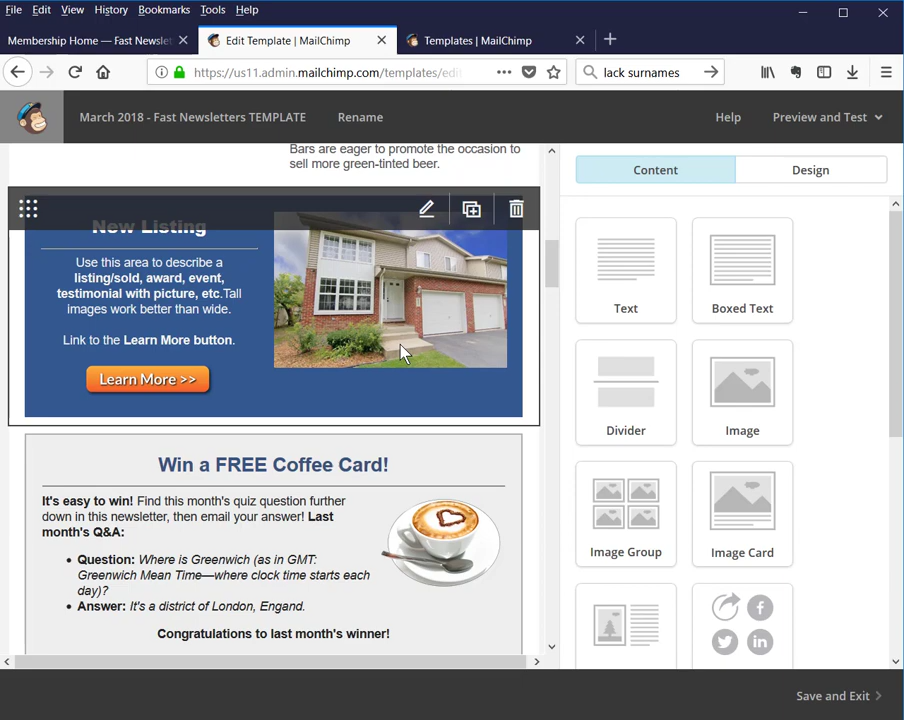 File Edit View History Bookmarks Tools Help
Membership Home — Fast Newslet
Edit Template | MailChimp
Templates | MailChimp
https://us11.admin.mailchimp.com/templates/edi
lack surnames
March 2018 - Fast Newsletters TEMPLATE
Rename
Help
Preview and Test
Bars are eager to promote the occasion to
sell more green-tinted beer.
Content
Design
New Listing
Use this area to describe a
listing/sold, award, event,
testimonial with picture, etc.Tall
images work better than wide.
Link to the Learn More button.
Learn More >>
Text
Boxed Text
Divider
Image
Image Group
Image Card
Win a FREE Coffee Card!
It's easy to win! Find this month's quiz question further
down in this newsletter, then email your answer! Last
month's Q&A:
• Question: Where is Greenwich (as in GMT:
Greenwich Mean Time—where clock time starts each
day)?
• Answer: It's a district of London, Engand.
Congratulations to last month's winner!
Save and Exit